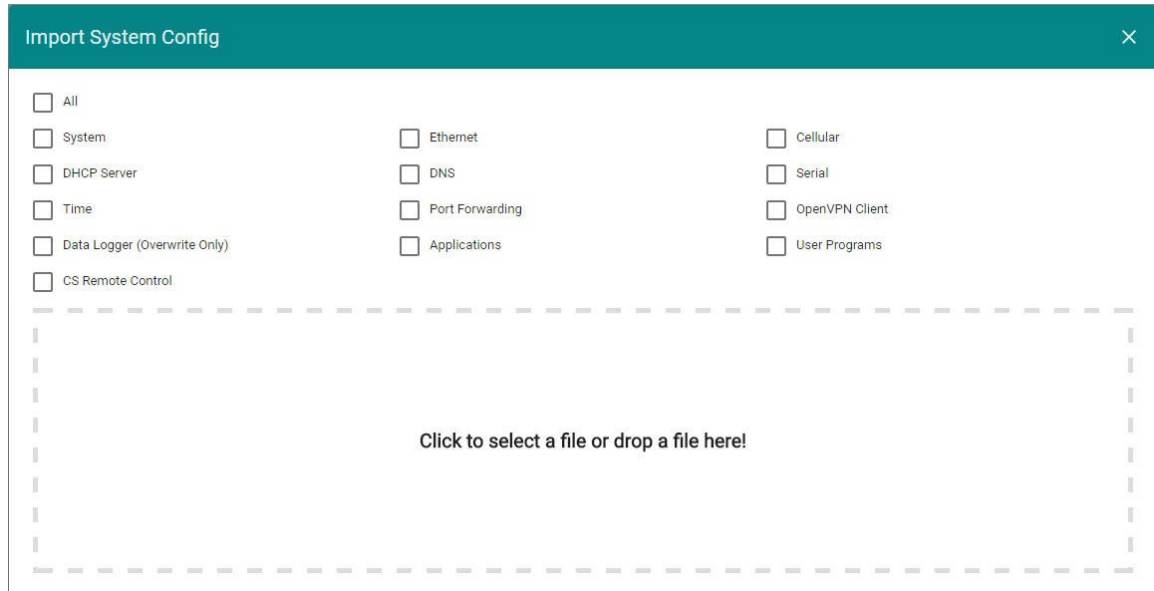 Import System Config
All
System Ethernet Cellular
DHCP Server DNS Serial
Time Port Forwarding OpenVPN Client
Data Logger (Overwrite Only) Applications User Programs
CS Remote Control
Click to select a file or drop a file here!